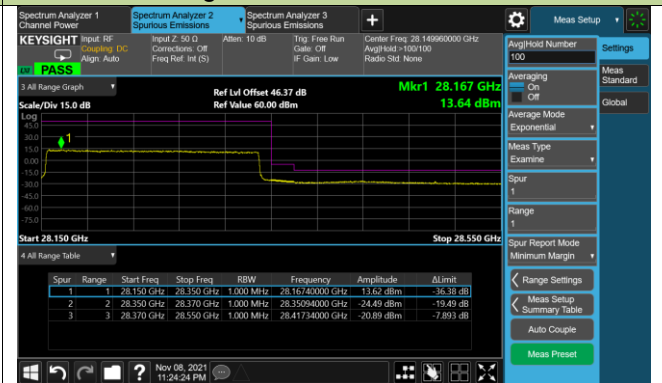 Spectrum Analyzer 1
Channel Power
Spectrum Analyzer 2
Spurious Emissions
Spectrum Analyzer 3
Spurious Emissions
Meas Setup
KEYSIGHT
Input: RF
Coupling: DC
Align: Auto
Input Z: 50 Ω
Corrections: Off
Freq Ref: Int (S)
Atten: 10 dB
Trig: Free Run
Gate: Off
IF Gain: Low
Center Freq: 28.149960000 GHz
Avg|Hold:>100/100
Radio Std: None
PASS
3 All Range Graph
Ref Lvl Offset 46.37 dB
Mkr1 28.167 GHz
Scale/Div 15.0 dB
Ref Value 60.00 dBm
13.64 dBm
Log
45.0
30.0
15.0
0.00
-15.0
-30.0
-45.0
-60.0
-75.0
1
Start 28.150 GHz
Stop 28.550 GHz
4 All Range Table
Spur Range Start Freq Stop Freq RBW Frequency Amplitude ΔLimit
1 1 28.150 GHz 28.350 GHz 1.000 MHz 28.16740000 GHz 13.62 dBm -36.38 dB
2 2 28.350 GHz 28.370 GHz 1.000 MHz 28.35094000 GHz -24.49 dBm -19.49 dB
3 3 28.370 GHz 28.550 GHz 1.000 MHz 28.41734000 GHz -20.89 dBm -7.893 dB
Nov 08, 2021
11:24:24 PM
Avg|Hold Number
100
Averaging
On
Off
Average Mode
Exponential
Meas Type
Examine
Spur
1
Range
1
Spur Report Mode
Minimum Margin
Range Settings
Meas Setup
Summary Table
Auto Couple
Meas Preset
Settings
Meas
Standard
Global